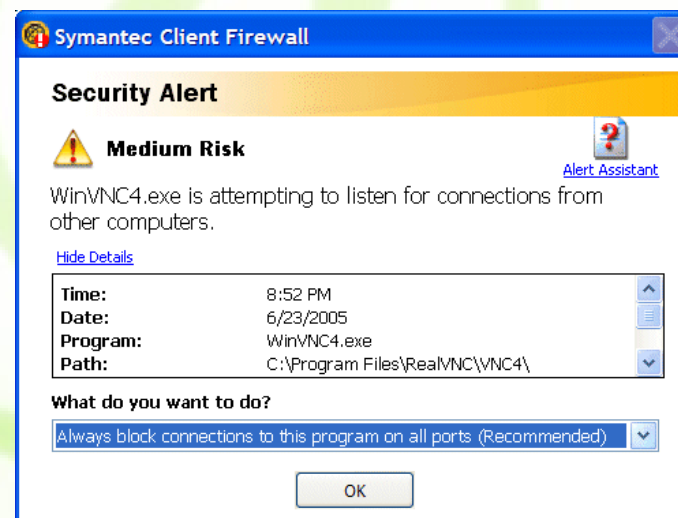 Symantec Client Firewall
Security Alert
Medium Risk
Alert Assistant
WinVNC4.exe is attempting to listen for connections from
other computers.
Hide Details
Time: 8:52 PM
Date: 6/23/2005
Program: WinVNC4.exe
Path: C:\Program Files\RealVNC\VNC4\
What do you want to do?
Always block connections to this program on all ports (Recommended)
OK